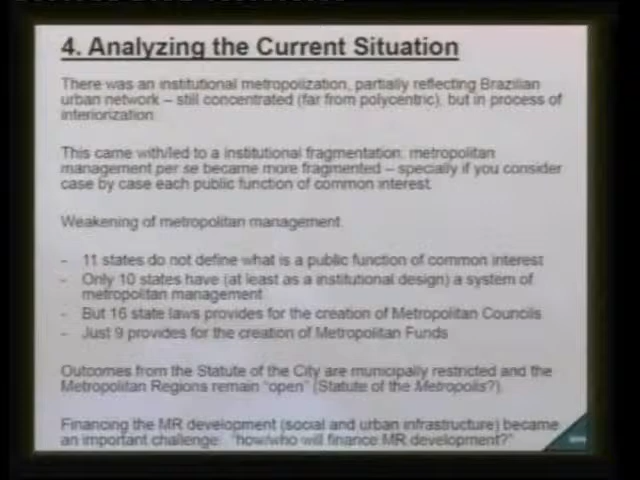 4. Analyzing the Current Situation
There was an institutional metropolization, partially reflecting Brazilian
urban network – still concentrated (far from polycentric), but in process of
interiorization.
This came with/led to a institutional fragmentation: metropolitan
management per se became more fragmented – specially if you consider
case by case each public function of common interest.
Weakening of metropolitan management.
- 11 states do not define what is a public function of common interest
- Only 10 states have (at least as a institutional design) a system of
metropolitan management
- But 16 state laws provides for the creation of Metropolitan Councils
- Just 9 provides for the creation of Metropolitan Funds
Outcomes from the Statute of the City are municipally restricted and the
Metropolitan Regions remain "open" (Statute of the Metropolis?).
Financing the MR development (social and urban infrastructure) became
an important challenge: "how/who will finance MR development?"